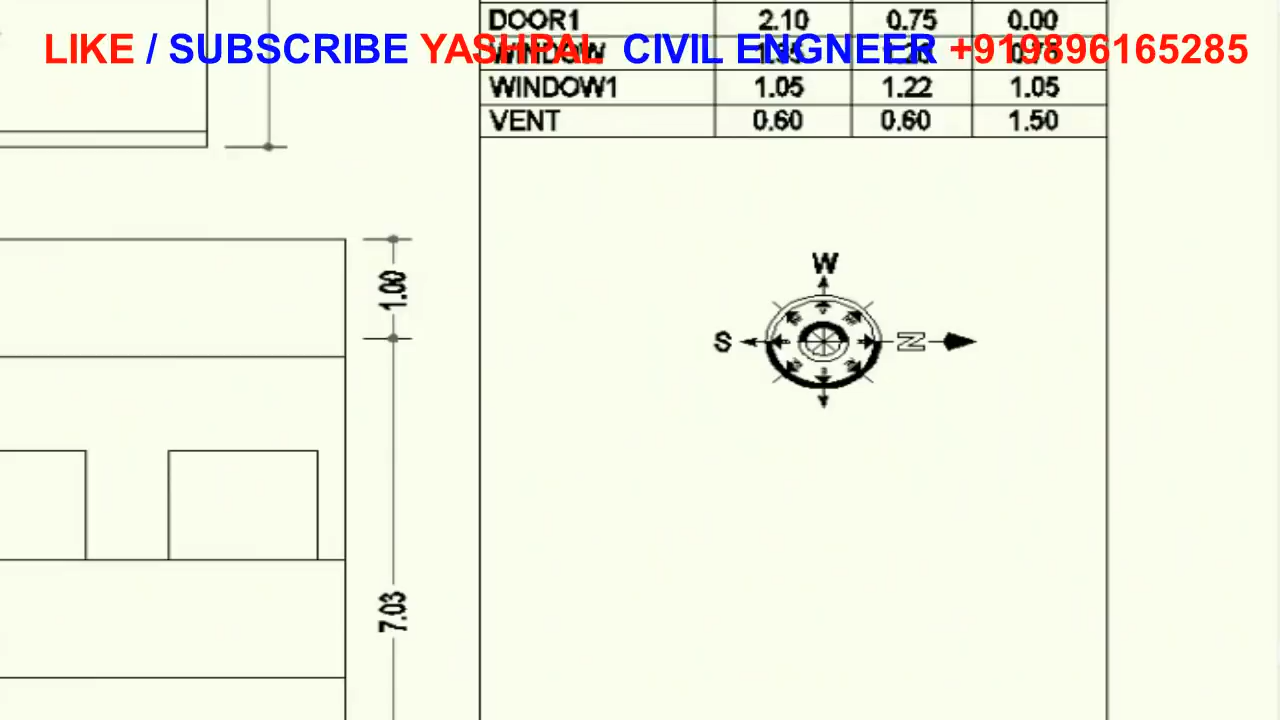 DOOR1 2.10 0.75 0.00
LIKE / SUBSCRIBE YASHPAL CIVIL ENGNEER +919896165285
WINDOW
WINDOW1 1.05 1.22 1.05
VENT 0.60 0.60 1.50
W
1.00
S N
7.03